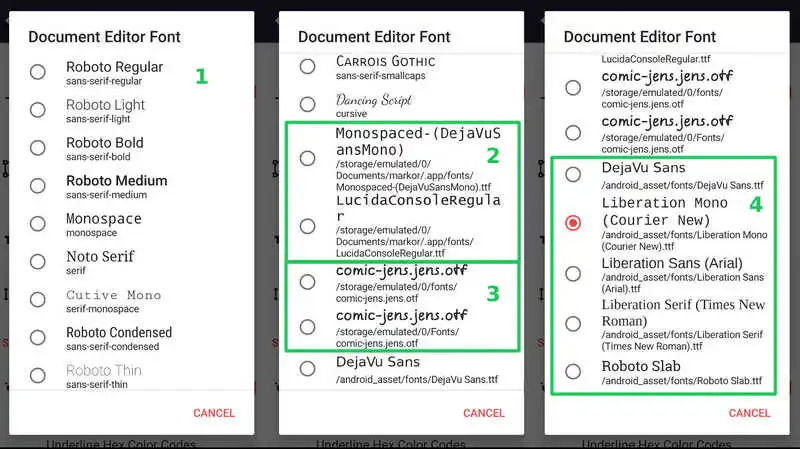 Document Editor Font
Roboto Regular
sans-serif-regular
1
Roboto Light
sans-serif-light
Roboto Bold
sans-serif-bold
Roboto Medium
sans-serif-medium
Monospace
monospace
Noto Serif
serif
Cutive Mono
serif-monospace
Roboto Condensed
sans-serif-condensed
Roboto Thin
sans-serif-thin
CANCEL
Underline Hex Color Codes
Document Editor Font
Carrois Gothic
sans-serif-smallcaps
Dancing Script
cursive
Monospaced-(DejaVuS
ansMono)
2
/storage/emulated/0/
Documents/markor/.app/fonts/
Monospaced-(DejaVuSansMono).ttf
LucidaConsoleRegula
r
/storage/emulated/0/
Documents/markor/.app/fonts/
LucidaConsoleRegular.ttf
comic-jens.jens.otf
/storage/emulated/0/fonts/
comic-jens.jens.otf
3
comic-jens.jens.otf
/storage/emulated/0/Fonts/
comic-jens.jens.otf
DejaVu Sans
/android_asset/fonts/DejaVu Sans.ttf
CANCEL
Underline Hex Color Codes
Document Editor Font
LucidaConsoleRegular.ttf
comic-jens.jens.otf
/storage/emulated/0/fonts/
comic-jens.jens.otf
comic-jens.jens.otf
/storage/emulated/0/Fonts/
comic-jens.jens.otf
DejaVu Sans
/android_asset/fonts/DejaVu Sans.ttf
Liberation Mono
(Courier New)
4
/android_asset/fonts/Liberation Mono
(Courier New).ttf
Liberation Sans (Arial)
/android_asset/fonts/Liberation Sans
(Arial).ttf
Liberation Serif (Times New
Roman)
/android_asset/fonts/Liberation Serif
(Times New Roman).ttf
Roboto Slab
/android_asset/fonts/Roboto Slab.ttf
CANCEL
Underline Hex Color Codes